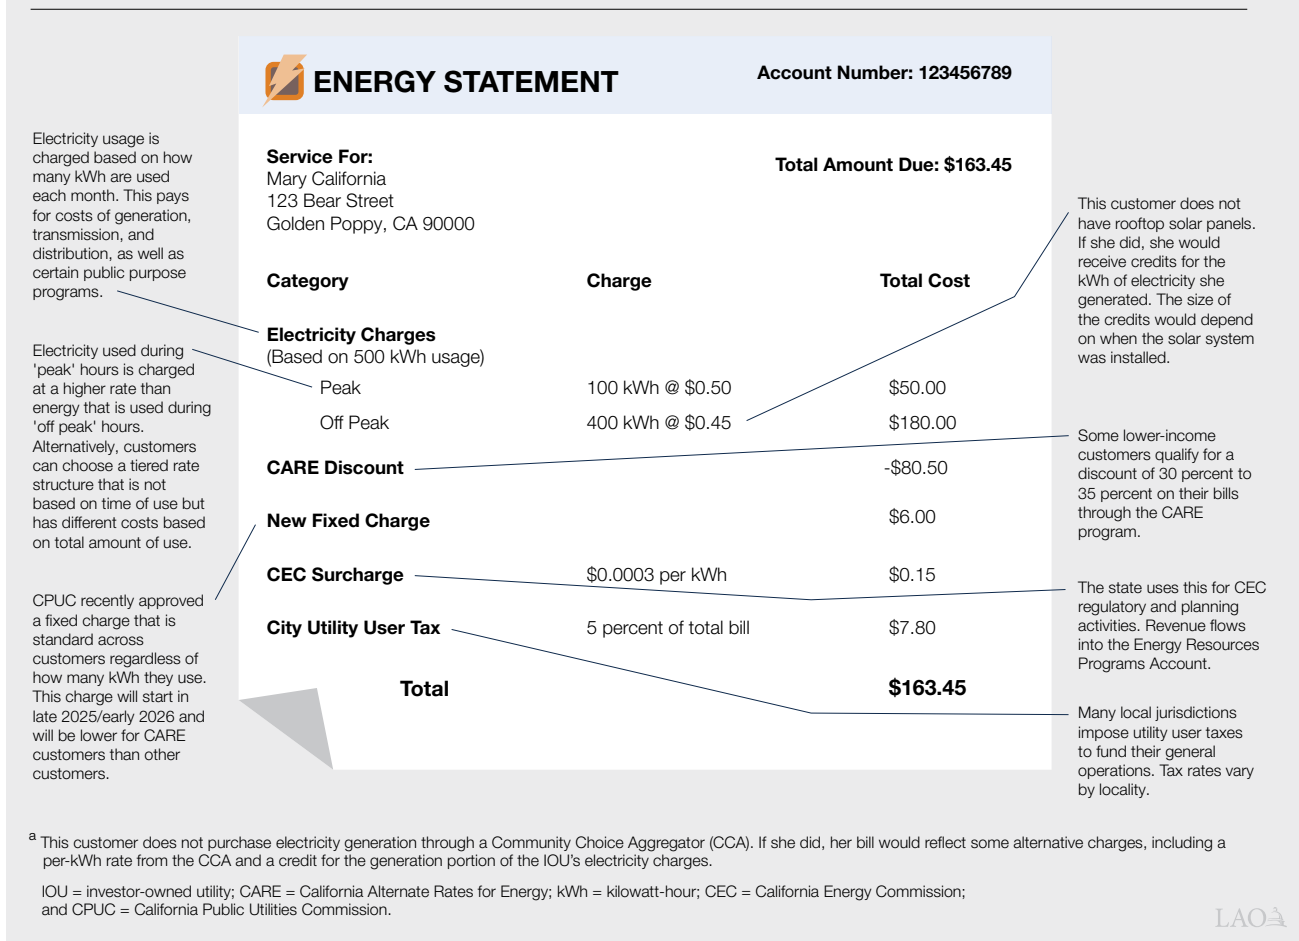 ENERGY STATEMENT
Account Number: 123456789
Service For:
Mary California
123 Bear Street
Golden Poppy, CA 90000
Total Amount Due: $163.45
Category Charge Total Cost
Electricity Charges
(Based on 500 kWh usage)
Peak 100 kWh @ $0.50 $50.00
Off Peak 400 kWh @ $0.45 $180.00
CARE Discount -$80.50
New Fixed Charge $6.00
CEC Surcharge $0.0003 per kWh $0.15
City Utility User Tax 5 percent of total bill $7.80
Total $163.45
Electricity usage is
charged based on how
many kWh are used
each month. This pays
for costs of generation,
transmission, and
distribution, as well as
certain public purpose
programs.
Electricity used during
'peak' hours is charged
at a higher rate than
energy that is used during
'off peak' hours.
Alternatively, customers
can choose a tiered rate
structure that is not
based on time of use but
has different costs based
on total amount of use.
CPUC recently approved
a fixed charge that is
standard across
customers regardless of
how many kWh they use.
This charge will start in
late 2025/early 2026 and
will be lower for CARE
customers than other
customers.
This customer does not
have rooftop solar panels.
If she did, she would
receive credits for the
kWh of electricity she
generated. The size of
the credits would depend
on when the solar system
was installed.
Some lower-income
customers qualify for a
discount of 30 percent to
35 percent on their bills
through the CARE
program.
The state uses this for CEC
regulatory and planning
activities. Revenue flows
into the Energy Resources
Programs Account.
Many local jurisdictions
impose utility user taxes
to fund their general
operations. Tax rates vary
by locality.
a This customer does not purchase electricity generation through a Community Choice Aggregator (CCA). If she did, her bill would reflect some alternative charges, including a
per-kWh rate from the CCA and a credit for the generation portion of the IOU's electricity charges.
IOU = investor-owned utility; CARE = California Alternate Rates for Energy; kWh = kilowatt-hour; CEC = California Energy Commission;
and CPUC = California Public Utilities Commission.
LAO